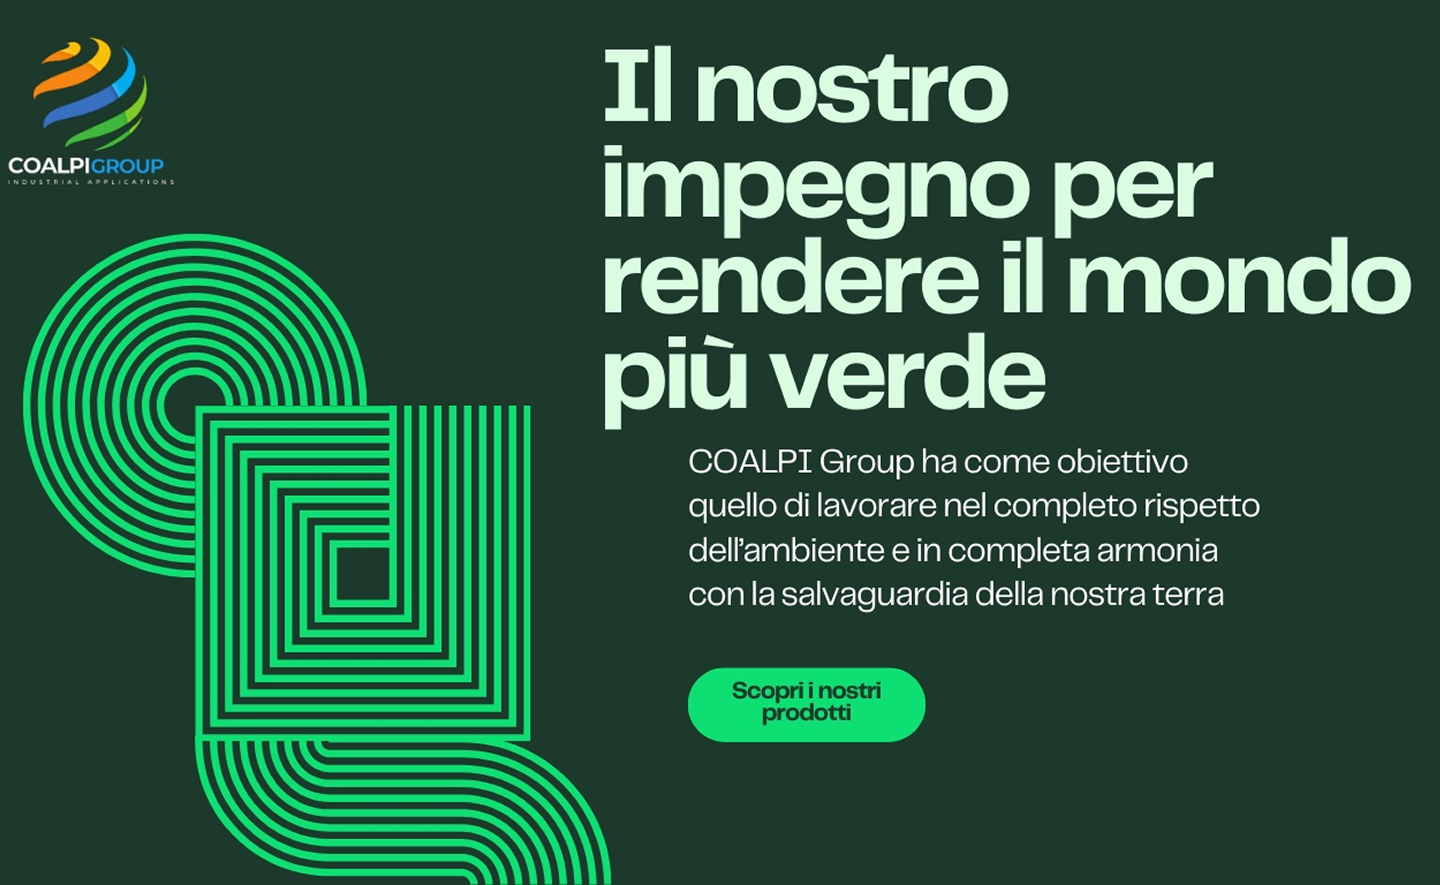 COALPIGROUP
INDUSTRIAL APPLICATIONS
Il nostro
impegno per
rendere il mondo
più verde
COALPI Group ha come obiettivo
quello di lavorare nel completo rispetto
dell’ambiente e in completa armonia
con la salvaguardia della nostra terra
Scopri i nostri
prodotti